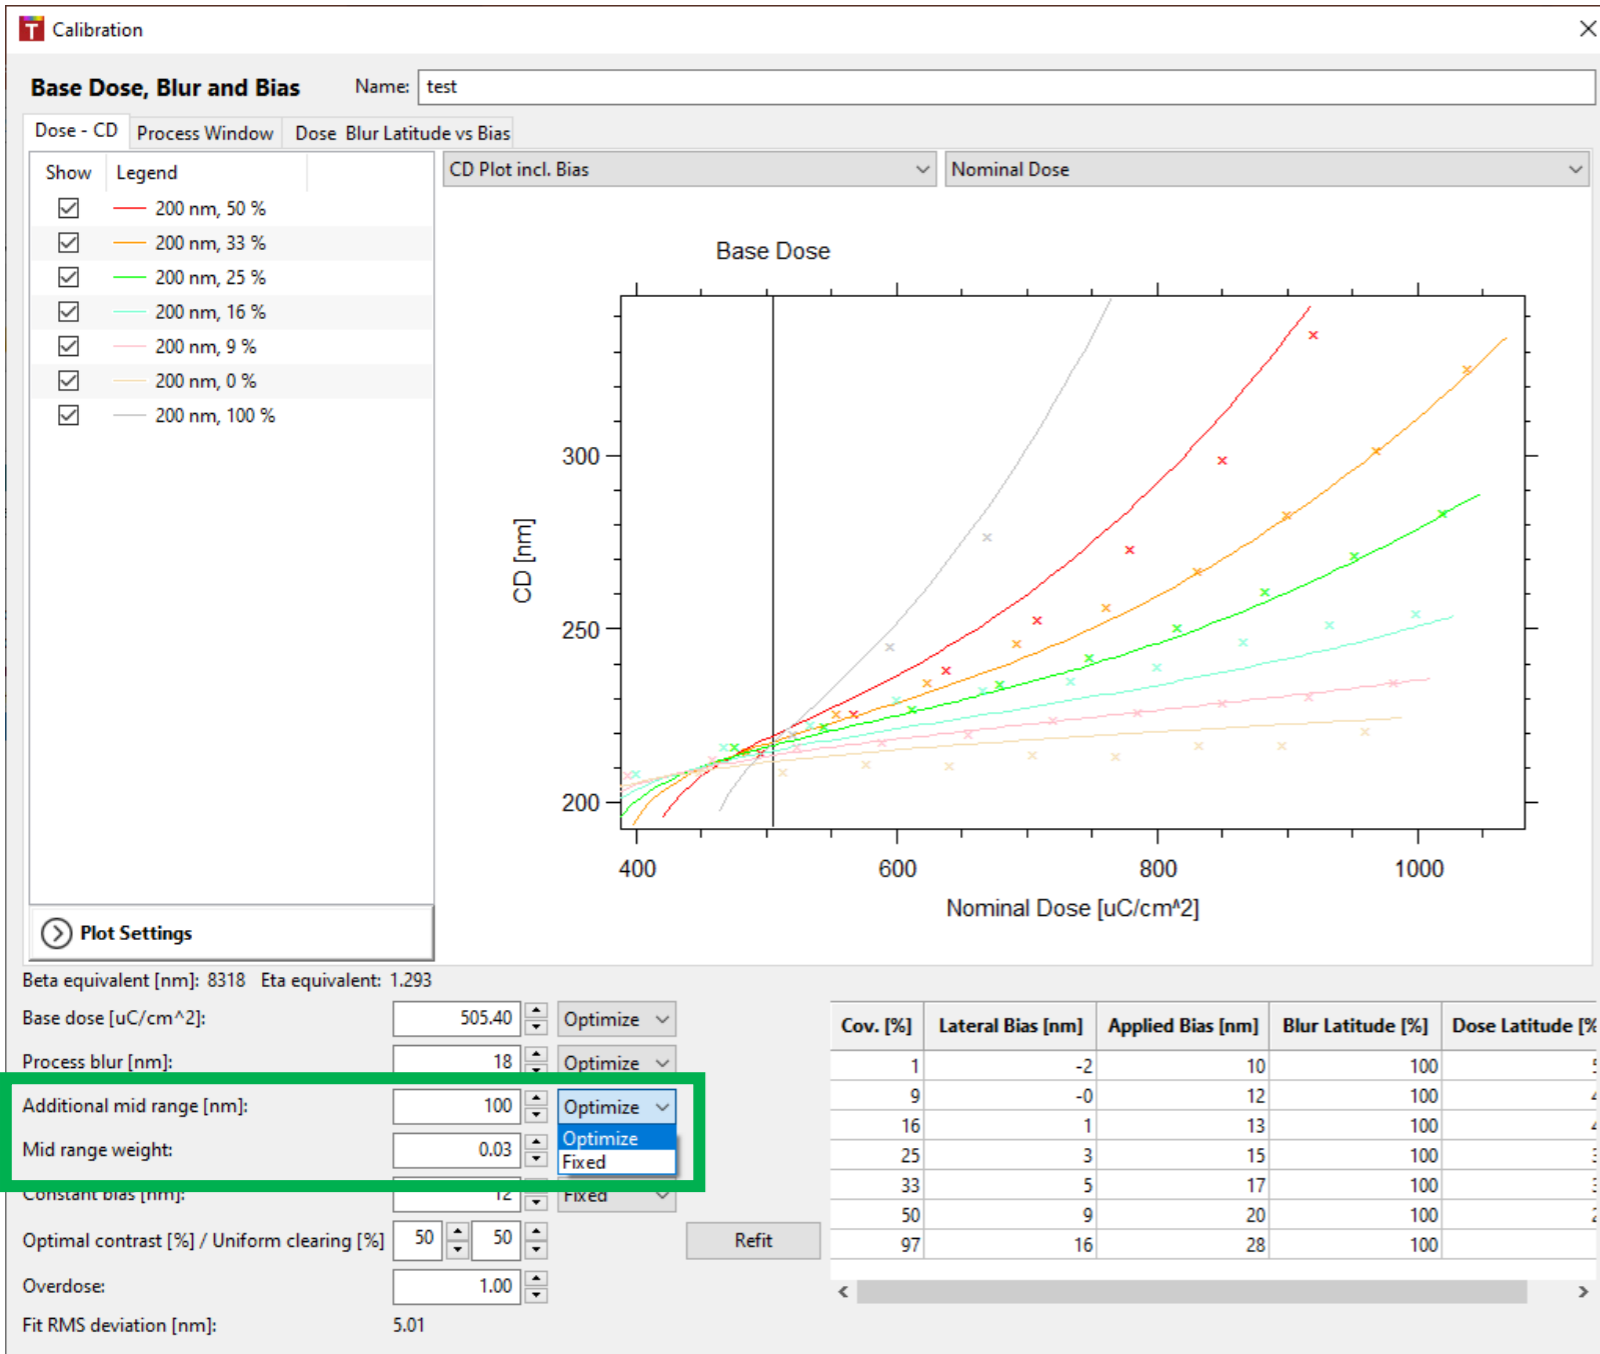 T Calibration
Base Dose, Blur and Bias Name: test
Dose - CD Process Window Dose Blur Latitude vs Bias
Show Legend
CD Plot incl. Bias Nominal Dose
200 nm, 50 %
200 nm, 33 %
200 nm, 25 %
200 nm, 16 %
200 nm, 9 %
200 nm, 0 %
200 nm, 100 %
Base Dose
CD [nm]
300
250
200
400 600 800 1000
Nominal Dose [uC/cm^2]
Plot Settings
Beta equivalent [nm]: 8318 Eta equivalent: 1.293
Base dose [uC/cm^2]: 505.40 Optimize
Process blur [nm]: 18 Optimize
Additional mid range [nm]: 100 Optimize
Optimize
Mid range weight: 0.03
Fixed
Constant bias [nm]: 12 Fixed
Optimal contrast [%] / Uniform clearing [%] 50 50 Refit
Overdose: 1.00
Fit RMS deviation [nm]: 5.01
Cov. [%] Lateral Bias [nm] Applied Bias [nm] Blur Latitude [%] Dose Latitude [%
1 -2 10 100
9 -0 12 100
16 1 13 100
25 3 15 100
33 5 17 100
50 9 20 100
97 16 28 100